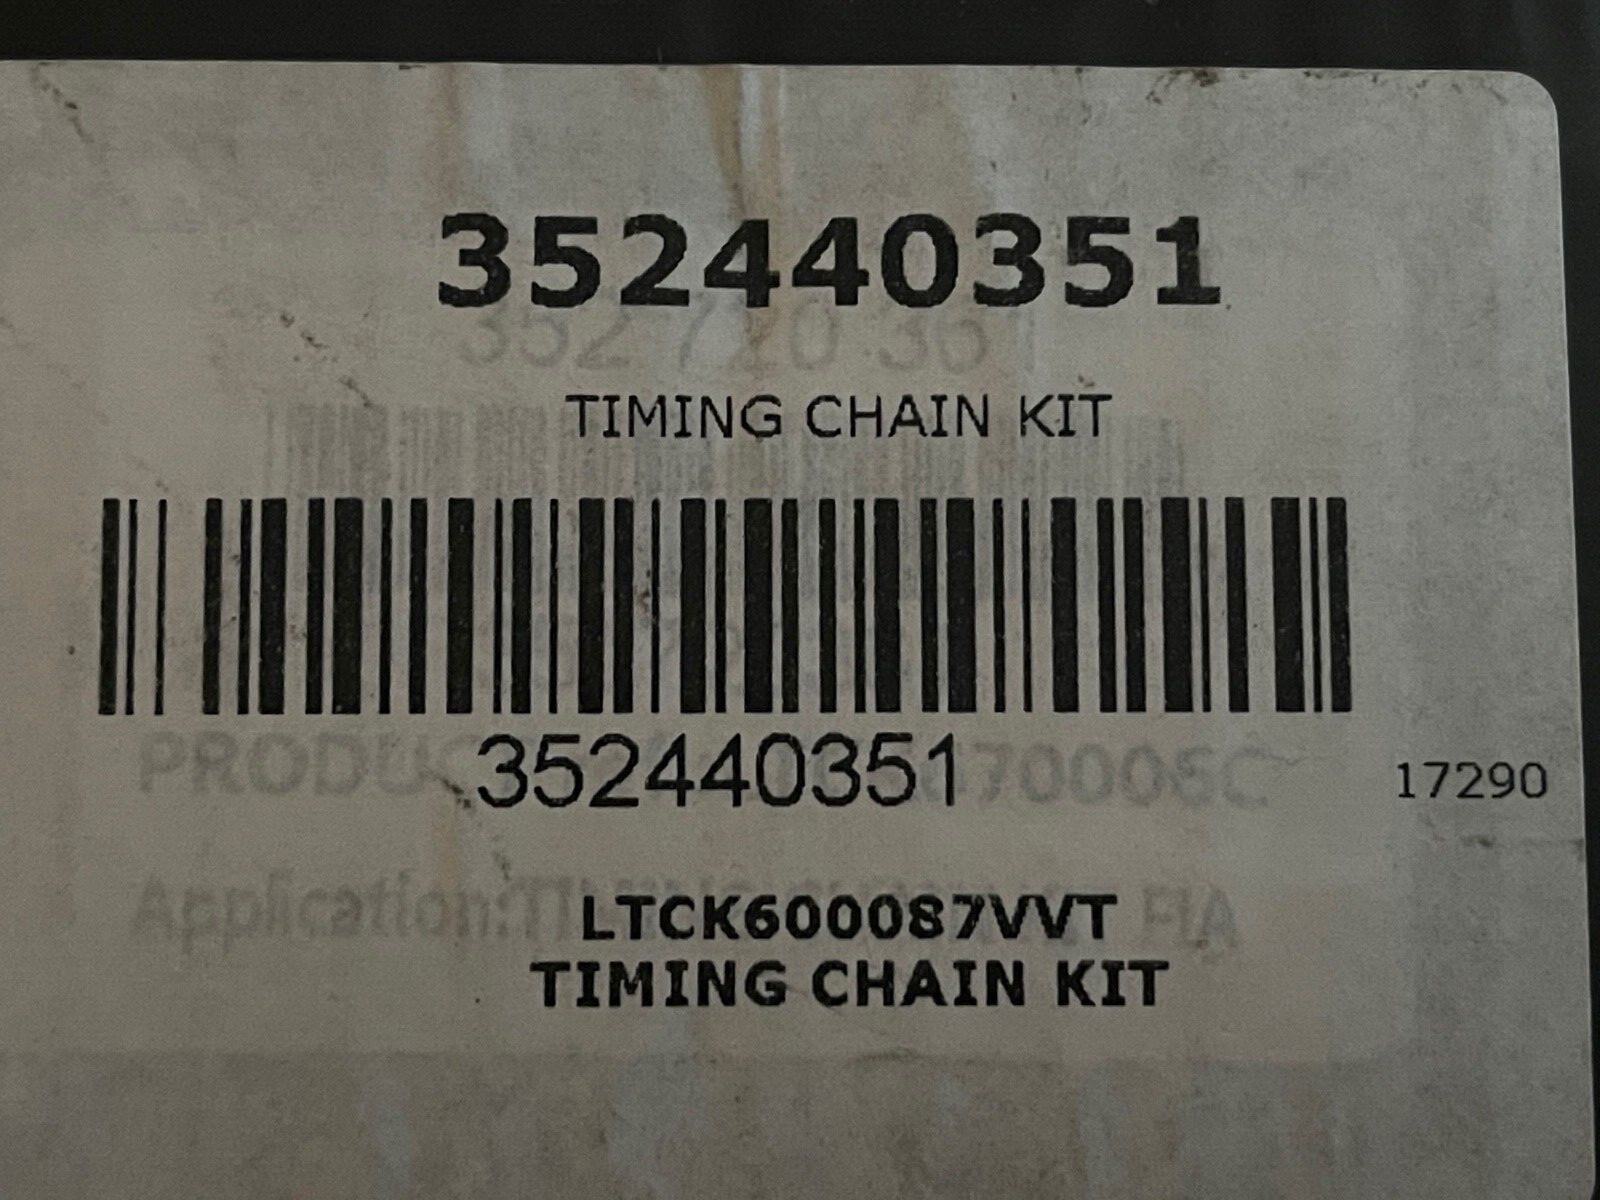 352440351
TIMING CHAIN KIT
352440351
17290
LTCK600087VVT
TIMING CHAIN KIT